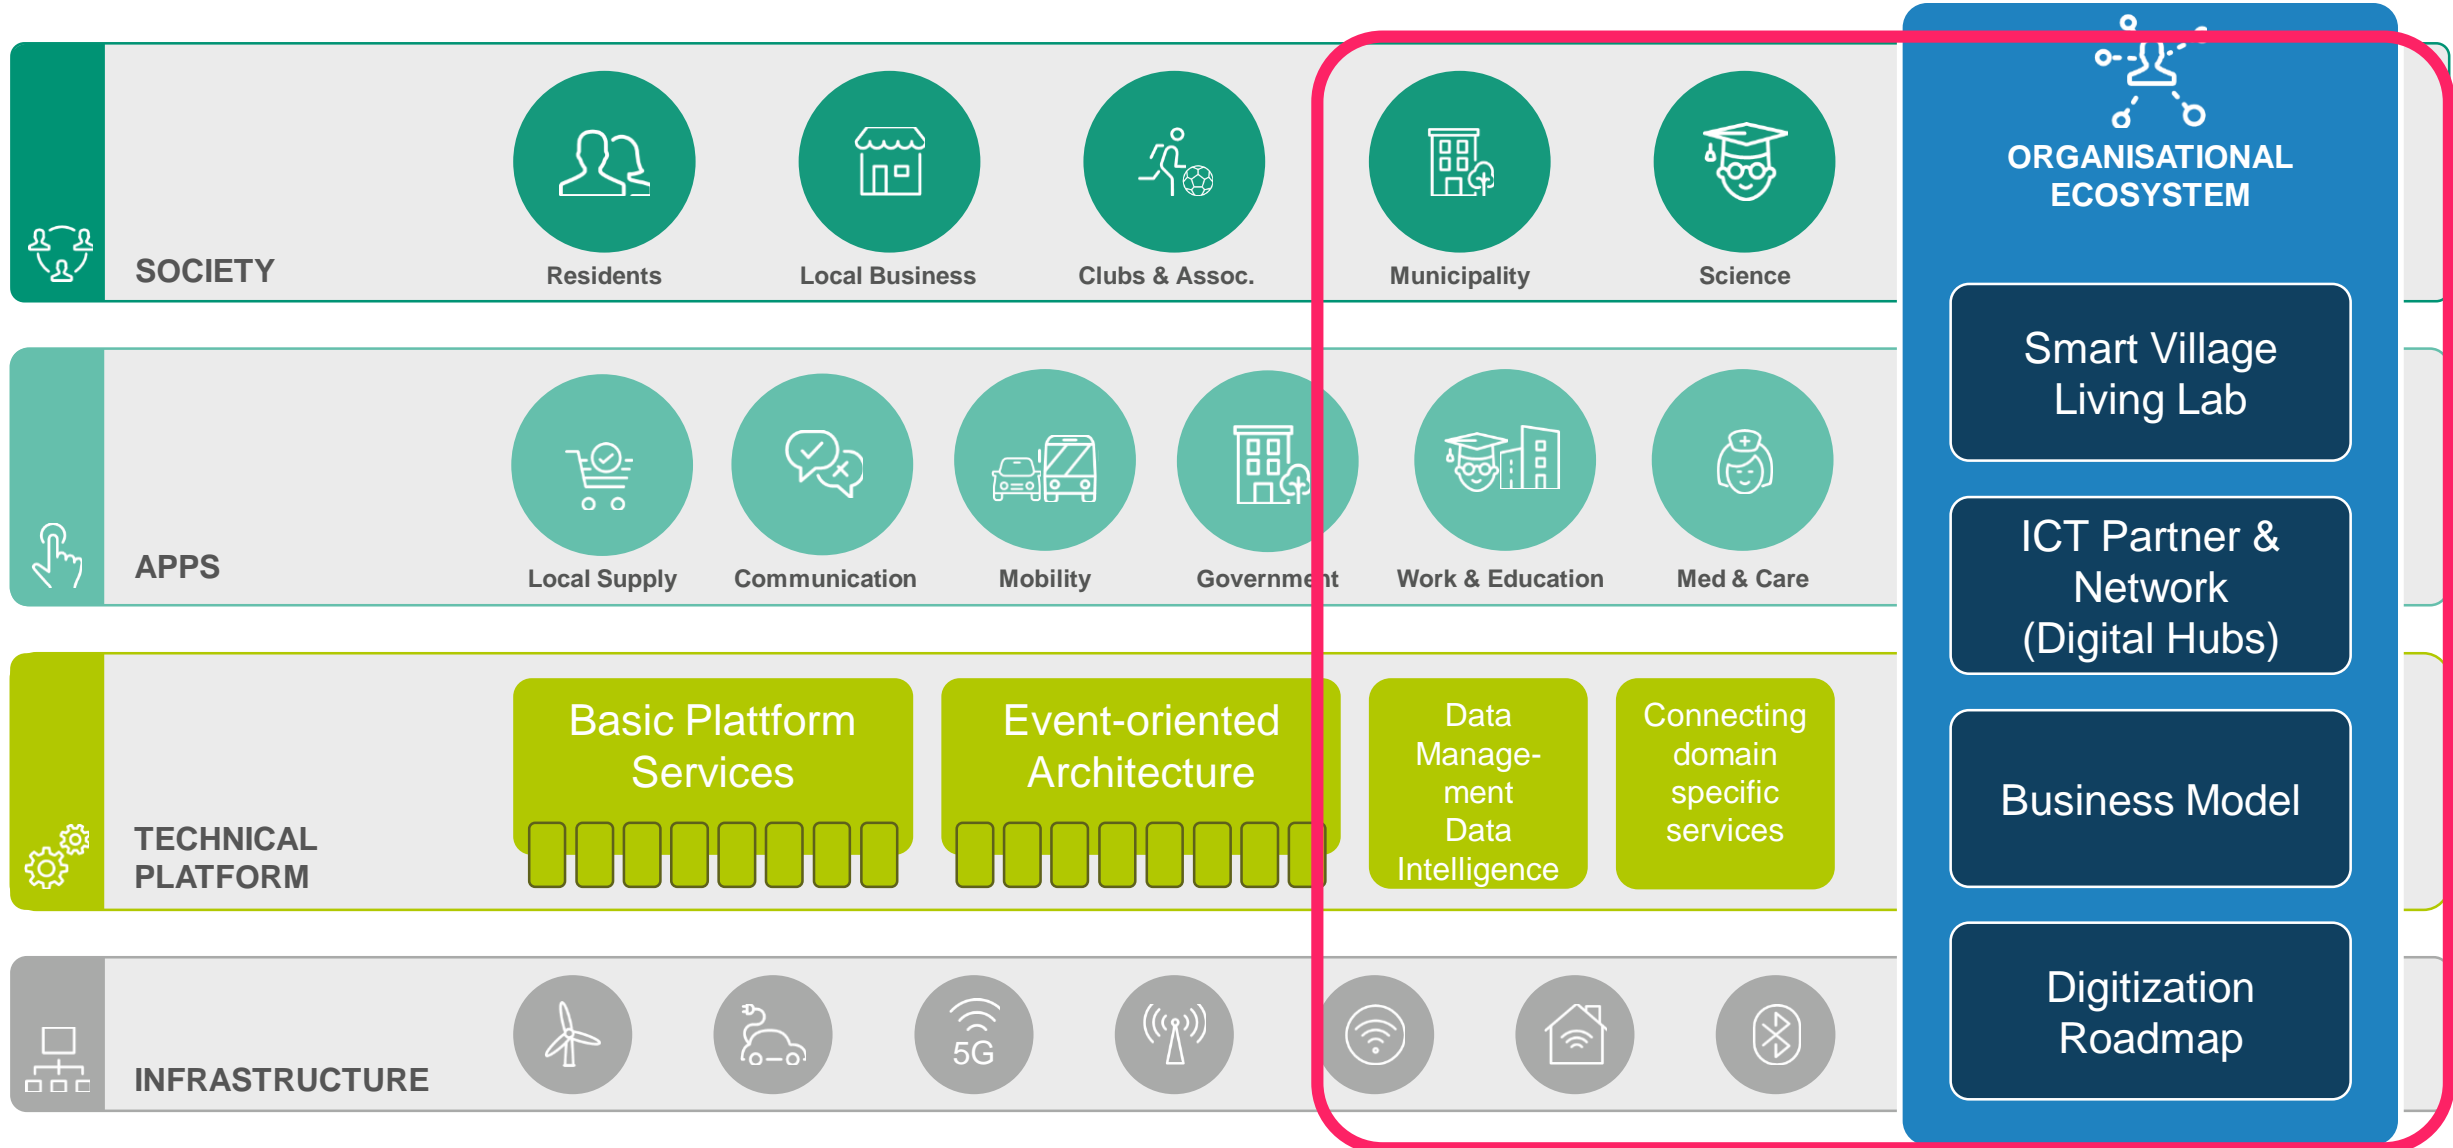 SOCIETY
Residents
Local Business
Clubs & Assoc.
Municipality
Science
APPS
Local Supply
Communication
Mobility
Government
Work & Education
Med & Care
TECHNICAL
PLATFORM
Basic Plattform
Services
Event-oriented
Architecture
Data
Manage-
ment
Data
Intelligence
Connecting
domain
specific
services
INFRASTRUCTURE
5G
ORGANISATIONAL
ECOSYSTEM
Smart Village
Living Lab
ICT Partner &
Network
(Digital Hubs)
Business Model
Digitization
Roadmap